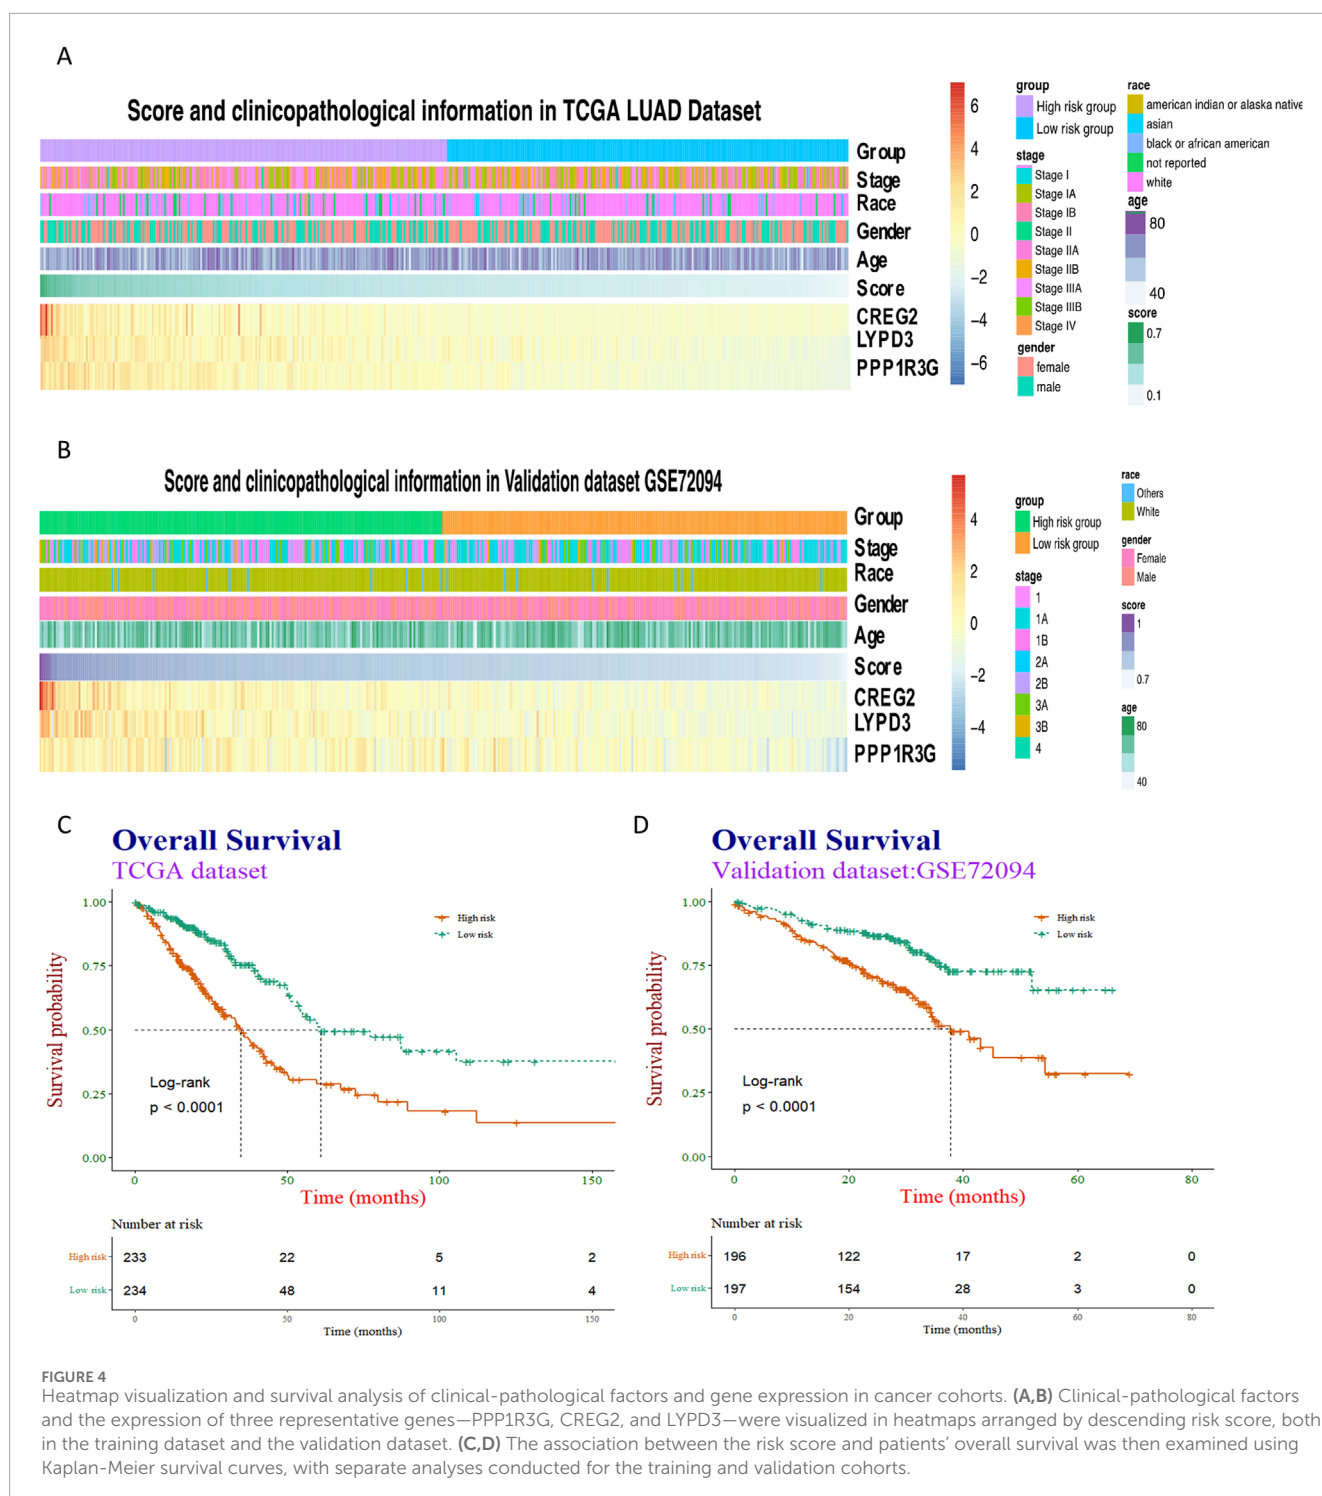 A
Score and clinicopathological information in TCGA LUAD Dataset
Group
Stage
Race
Gender
Age
Score
CREG2
LYPD3
PPP1R3G
6
4
2
0
−2
−4
−6
group
High risk group
Low risk group
stage
Stage I
Stage IA
Stage IB
Stage II
Stage IIA
Stage IIB
Stage IIIA
Stage IIIB
Stage IV
gender
female
male
race
american indian or alaska native
asian
black or african american
not reported
white
age
80
40
score
0.7
0.1
B
Score and clinicopathological information in Validation dataset GSE72094
Group
Stage
Race
Gender
Age
Score
CREG2
LYPD3
PPP1R3G
4
2
0
−2
−4
group
High risk group
Low risk group
stage
1
1A
1B
2A
2B
3A
3B
4
race
Others
White
gender
Female
Male
score
1
0.7
age
80
40
C
Overall Survival
TCGA dataset
1.00
0.75
0.50
0.25
0.00
Survival probability
High risk
Low risk
Log-rank
p < 0.0001
0 50 100 150
Time (months)
Number at risk
High risk 233 22 5 2
Low risk 234 48 11 4
0 50 100 150
Time (months)
D
Overall Survival
Validation dataset:GSE72094
1.00
0.75
0.50
0.25
0.00
Survival probability
High risk
Low risk
Log-rank
p < 0.0001
0 20 40 60 80
Time (months)
Number at risk
High risk 196 122 17 2 0
Low risk 197 154 28 3 0
0 20 40 60 80
Time (months)
FIGURE 4
Heatmap visualization and survival analysis of clinical-pathological factors and gene expression in cancer cohorts. (A,B) Clinical-pathological factors
and the expression of three representative genes—PPP1R3G, CREG2, and LYPD3—were visualized in heatmaps arranged by descending risk score, both
in the training dataset and the validation dataset. (C,D) The association between the risk score and patients' overall survival was then examined using
Kaplan-Meier survival curves, with separate analyses conducted for the training and validation cohorts.